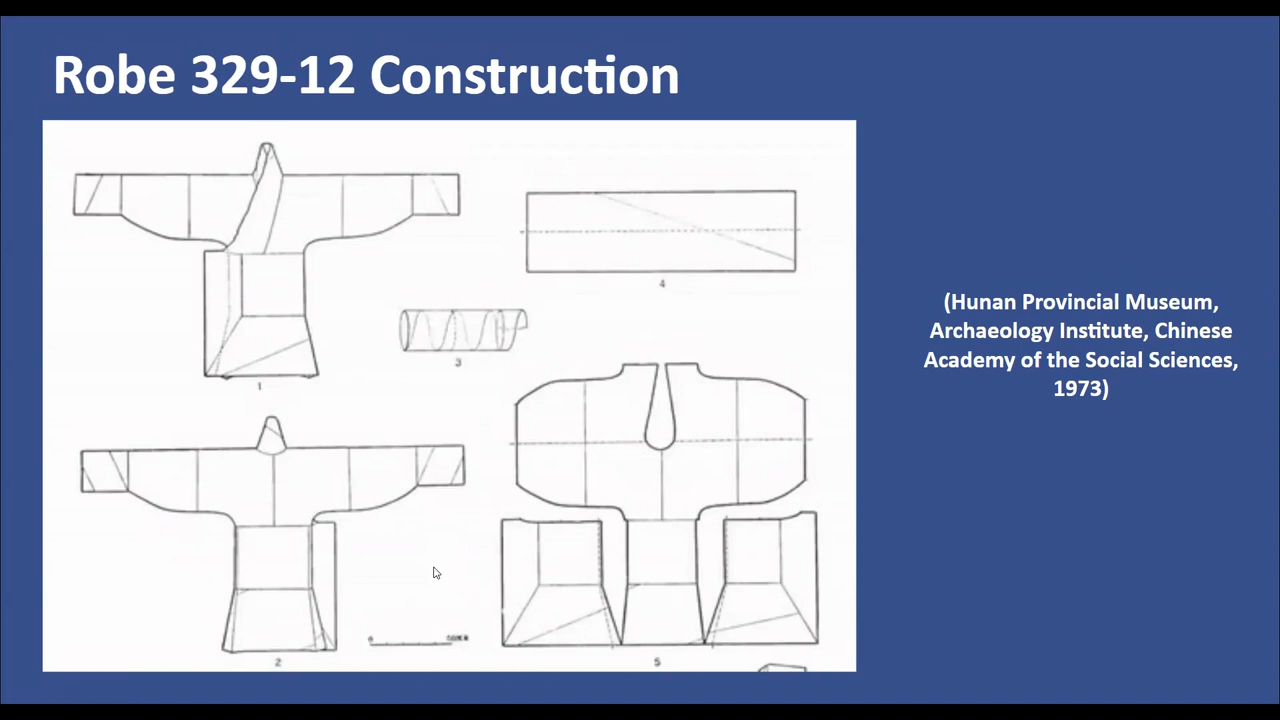 Robe 329-12 Construction
1
2
3
4
5
0
(Hunan Provincial Museum,
Archaeology Institute, Chinese
Academy of the Social Sciences,
1973)